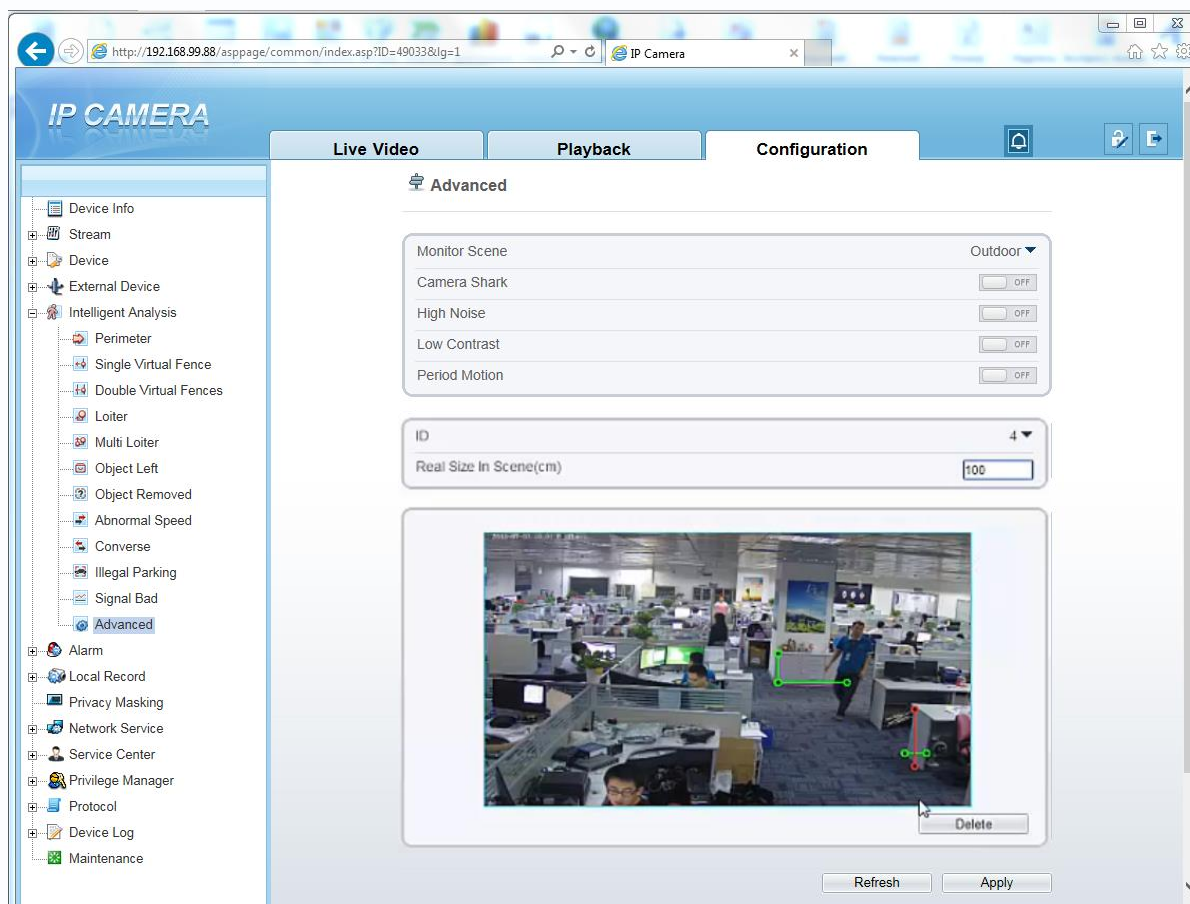 http://192.168.99.88/asppage/common/index.asp?ID=49033&lg=1
IP Camera
IP CAMERA
Live Video
Playback
Configuration
Advanced
Device Info
Stream
Device
External Device
Intelligent Analysis
Perimeter
Single Virtual Fence
Double Virtual Fences
Loiter
Multi Loiter
Object Left
Object Removed
Abnormal Speed
Converse
Illegal Parking
Signal Bad
Advanced
Alarm
Local Record
Privacy Masking
Network Service
Service Center
Privilege Manager
Protocol
Device Log
Maintenance
Monitor Scene Outdoor
Camera Shark OFF
High Noise OFF
Low Contrast OFF
Period Motion OFF
ID 4
Real Size In Scene(cm) 100
Delete
Refresh Apply